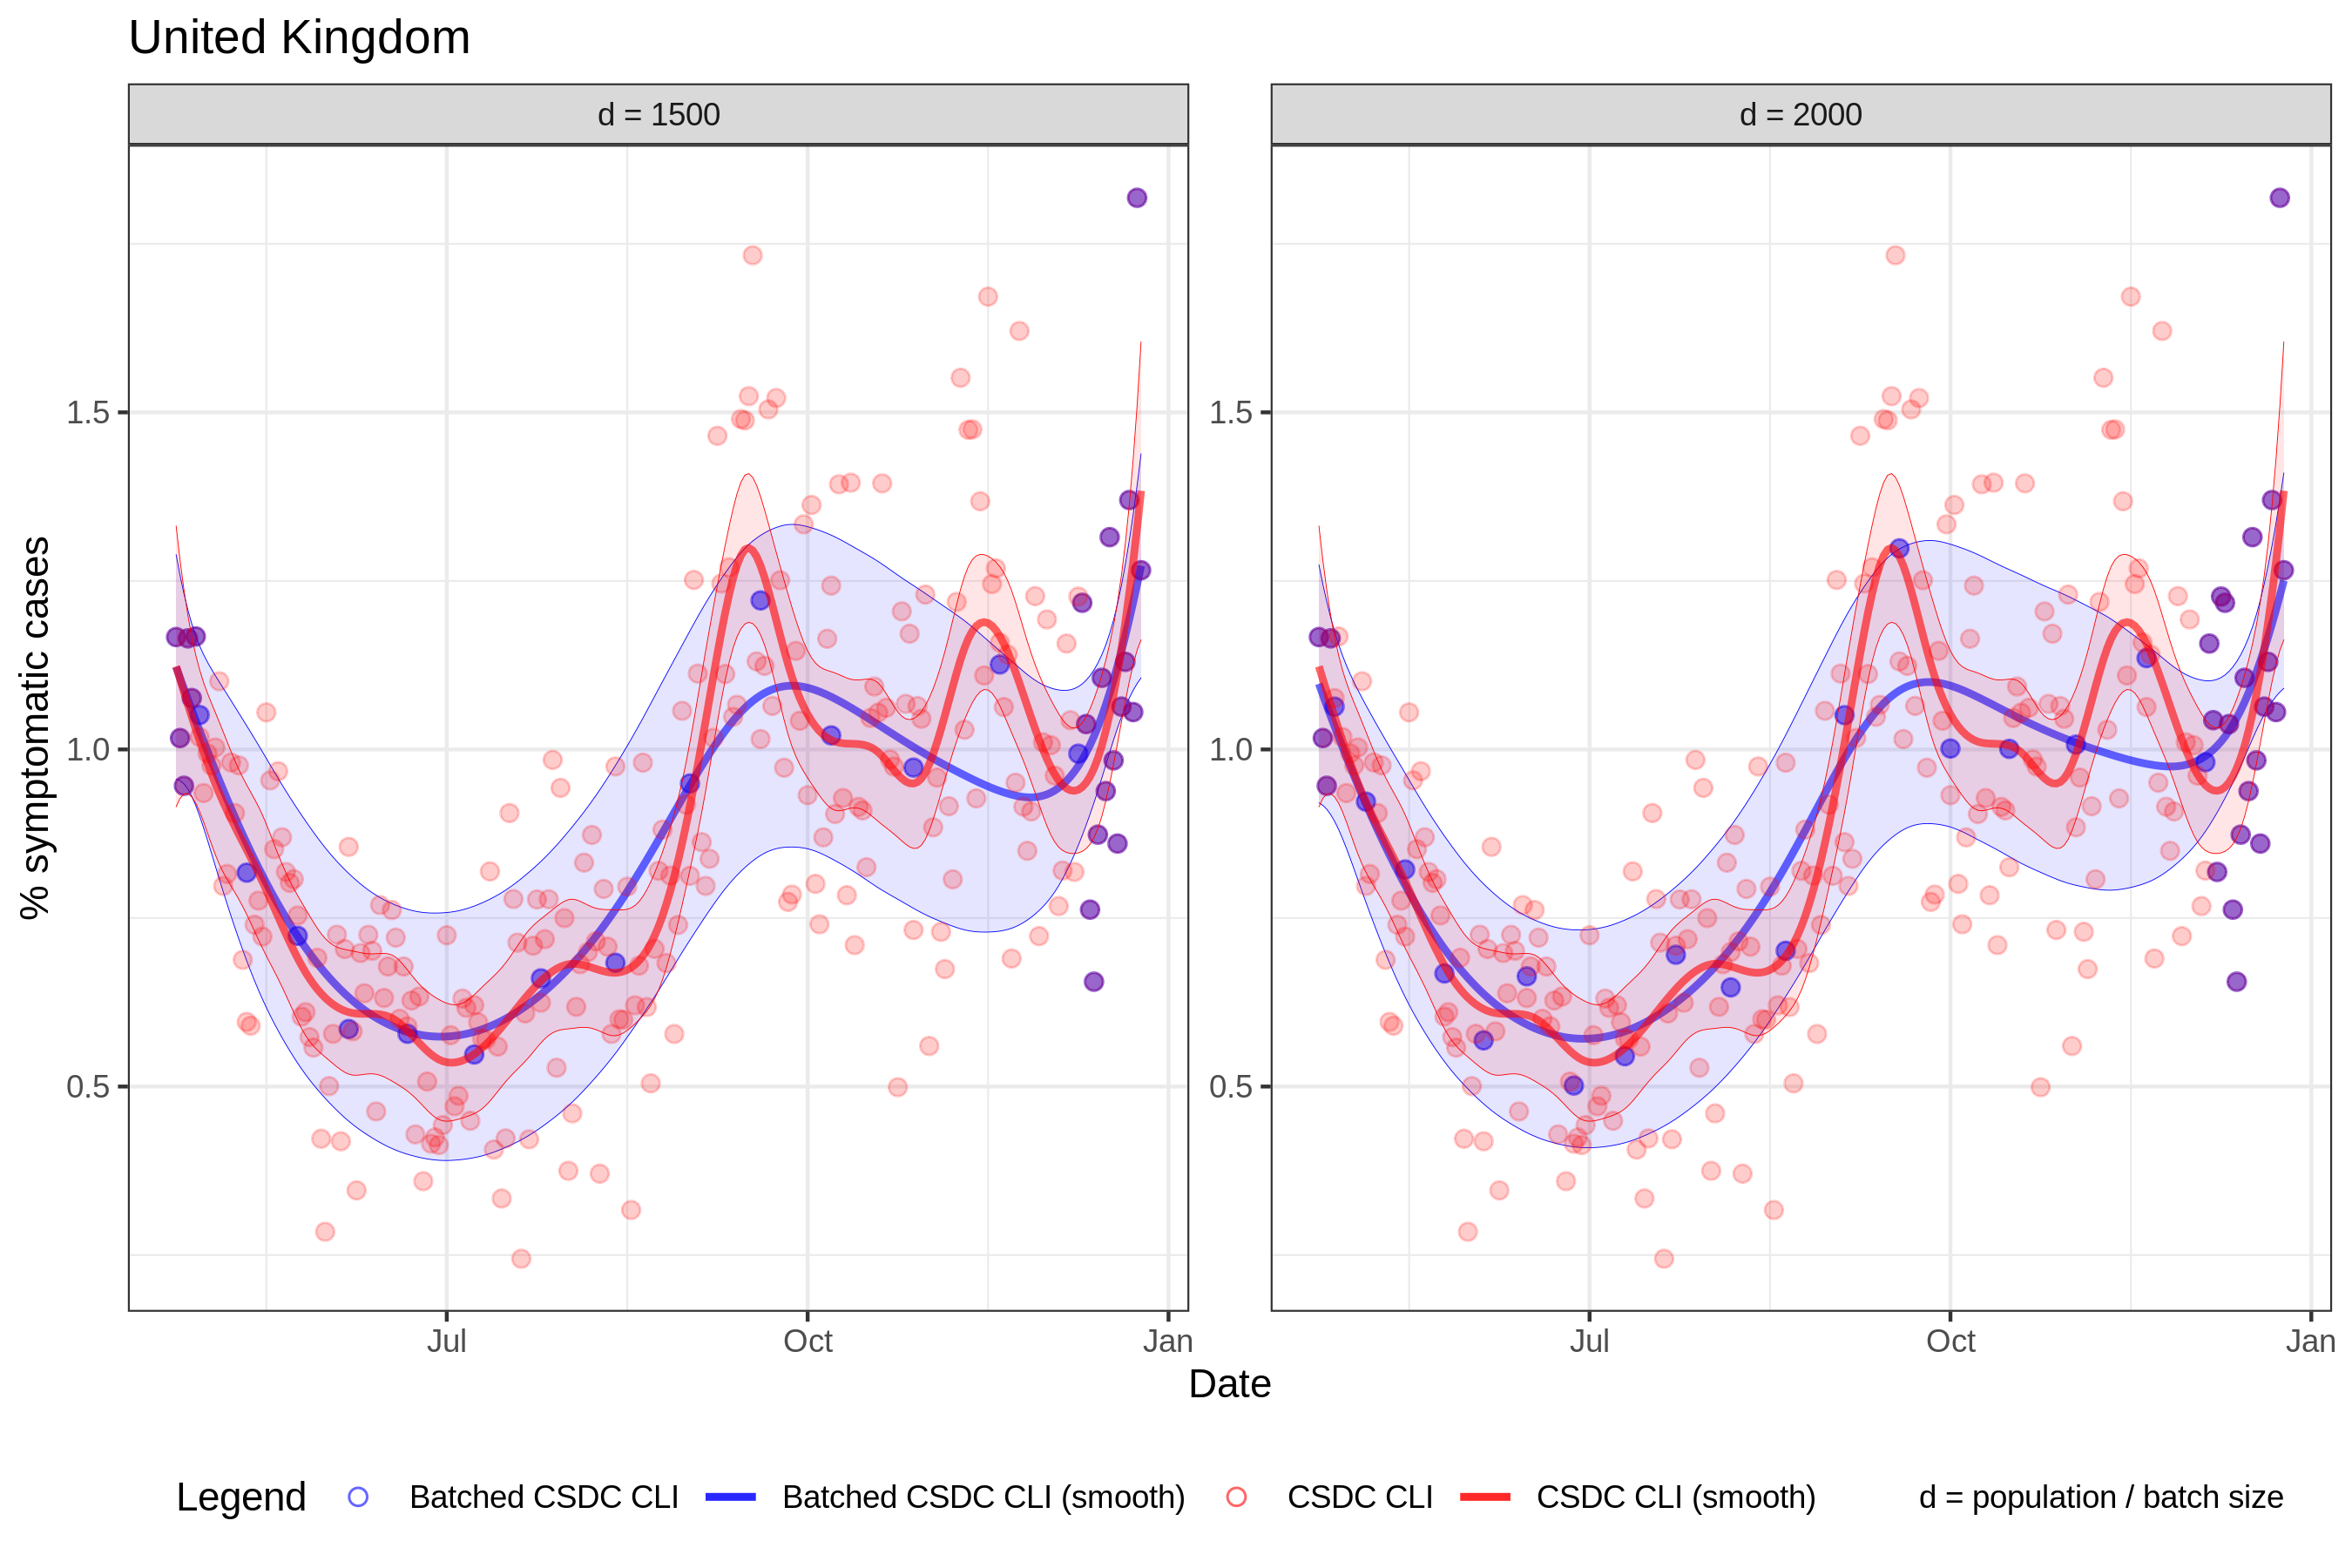 United Kingdom
d = 1500
d = 2000
% symptomatic cases
1.5
1.0
0.5
1.5
1.0
0.5
Jul
Oct
Jan
Jul
Oct
Jan
Date
Legend
Batched CSDC CLI
Batched CSDC CLI (smooth)
CSDC CLI
CSDC CLI (smooth)
d = population / batch size